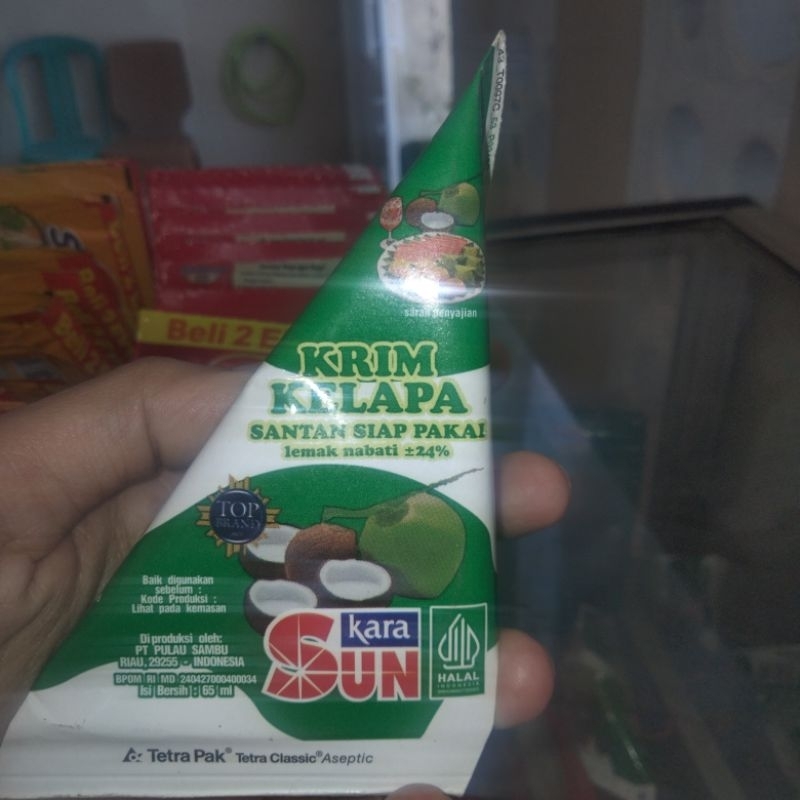 saran penyajian
KRIM
KELAPA
SANTAN SIAP PAKAI
lemak nabati ±24%
TOP
BRAND
Baik digunakan
sebelum :
Kode Produksi :
Lihat pada kemasan
Di produksi oleh:
PT PULAU SAMBU
RIAU, 29255 - INDONESIA
BPOM RI MD 240427000400034
Isi Bersih : 65 ml
kara
SUN
HALAL
INDONESIA
Tetra Pak® Tetra Classic®Aseptic
Beli 2